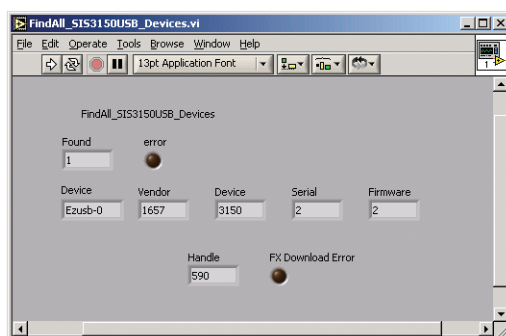 FindAll_SIS3150USB_Devices.vi
File Edit Operate Tools Browse Window Help
13pt Application Font
1
FindAll_SIS3150USB_Devices
Found error
1
Device Vendor Device Serial Firmware
Ezusb-0 1657 3150 2 2
Handle FX Download Error
590